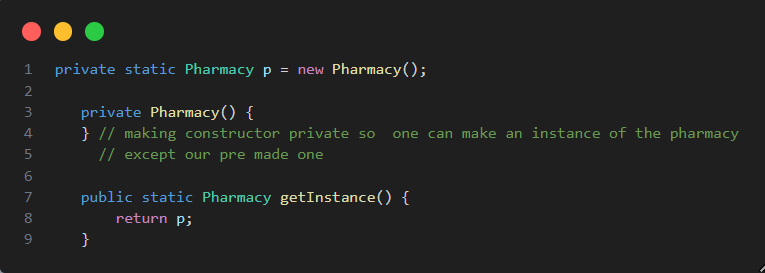 1 private static Pharmacy p = new Pharmacy();
2
3 private Pharmacy() {
4 } // making constructor private so  one can make an instance of the pharmacy
5 // except our pre made one
6
7 public static Pharmacy getInstance() {
8 return p;
9 }